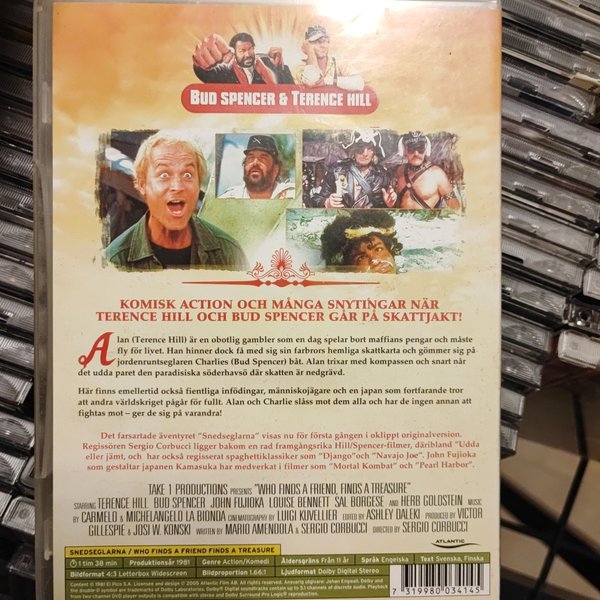 BUD SPENCER & TERENCE HILL
KOMISK ACTION OCH MÅNGA SNYTINGAR NÄR
TERENCE HILL OCH BUD SPENCER GÅR PÅ SKATTJAKT!
Alan (Terence Hill) är en obotlig gambler som en dag spelar bort maffians pengar och måste
fly för livet. Han hinner dock få med sig sin farbrors hemliga skattkarta och gömmer sig på
jordenruntseglaren Charlies (Bud Spencer) båt. Alan trixar med kompassen och snart når
det udda paret den paradisiska söderhavsö där skatten är nedgrävd.
Här finns emellertid också fientliga infödingar, människojägare och en japan som fortfarande tror
att andra världskriget pågår för fullt. Alan och Charlie slåss mot dem alla och har de ingen annan att
fightas mot – ger de sig på varandra!
Det farsartade äventyret "Snedseglarna" visas nu för första gången i oklippt originalversion.
Regissören Sergio Corbucci ligger bakom en rad framgångsrika Hill/Spencer-filmer, däribland "Udda
eller jämt, och har också regisserat spaghettiklassiker som "Django"och "Navajo Joe". John Fujioka
som gestaltar japanen Kamasuka har medverkat i filmer som "Mortal Kombat" och "Pearl Harbor".
TAKE 1 PRODUCTIONS PRESENTS "WHO FINDS A FRIEND, FINDS A TREASURE"
STARRING TERENCE HILL BUD SPENCER JOHN FUJIOKA LOUISE BENNETT SAL BORGESE AND HERB GOLDSTEIN MUSIC
BY CARMELO & MICHELANGELO LA BIONDA CINEMATOGRAPHY BY LUIGI KUVEILLIER EDITED BY ASHLEY DALEKI PRODUCED BY VICTOR
GILLESPIE & JOSI W. KONSKI WRITTEN BY MARIO AMENDOLA & SERGIO CORBUCCI DIRECTED BY SERGIO CORBUCCI
ATLANTIC
SNEDSEGLARNA / WHO FINDS A FRIEND FINDS A TREASURE
1 tim 38 min Produktionsår 1981 Genre Action/Komedi Åldersgräns Från 11 år Språk Engelska Text Svenska, Finska
Bildformat 4:3 Letterbox Widescreen Bildproportion 1.66:1 Ljudformat Dolby Digital Stereo
7 319980 034145